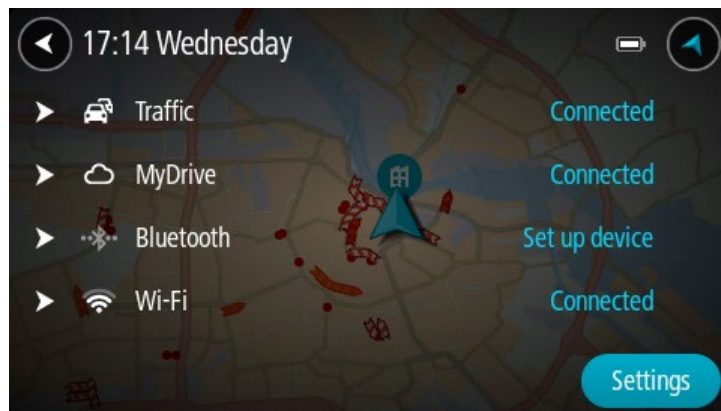 17:14 Wednesday
Traffic Connected
MyDrive Connected
Bluetooth Set up device
Wi-Fi Connected
Settings